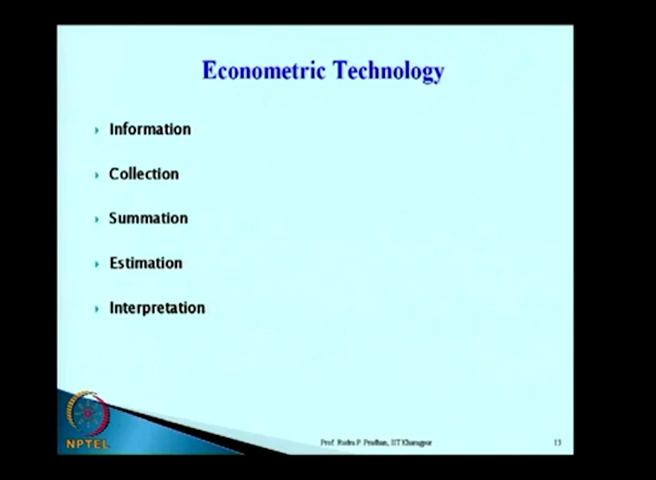 Econometric Technology
Information
Collection
Summation
Estimation
Interpretation
NPTEL
Prof. Rudra P. Pradhan, IIT Kharagpur
13